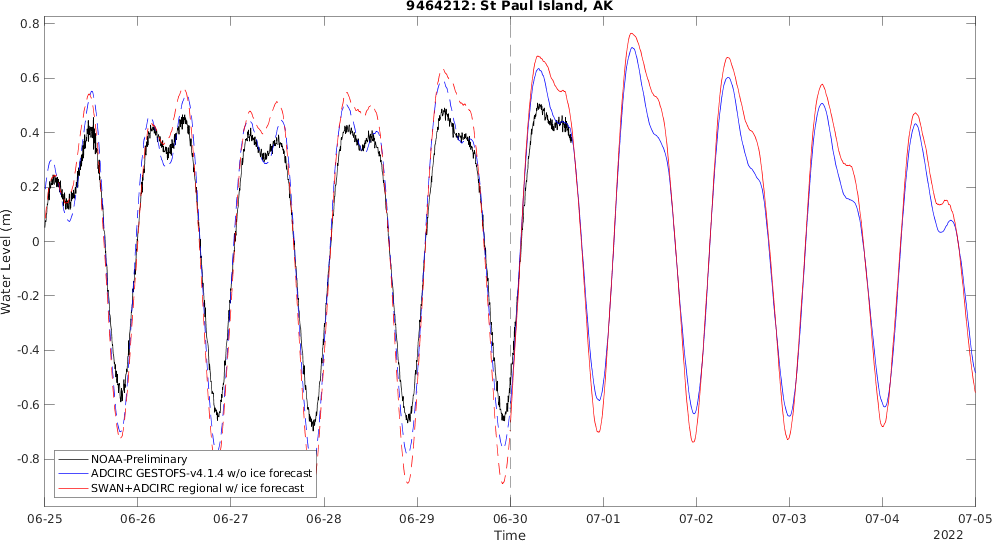 9464212: St Paul Island, AK
0.8
0.6
0.4
0.2
0
-0.2
-0.4
-0.6
-0.8
Water Level (m)
NOAA-Preliminary
ADCIRC GESTOFS-v4.1.4 w/o ice forecast
SWAN+ADCIRC regional w/ ice forecast
06-25 06-26 06-27 06-28 06-29 06-30 07-01 07-02 07-03 07-04 07-05
Time
2022